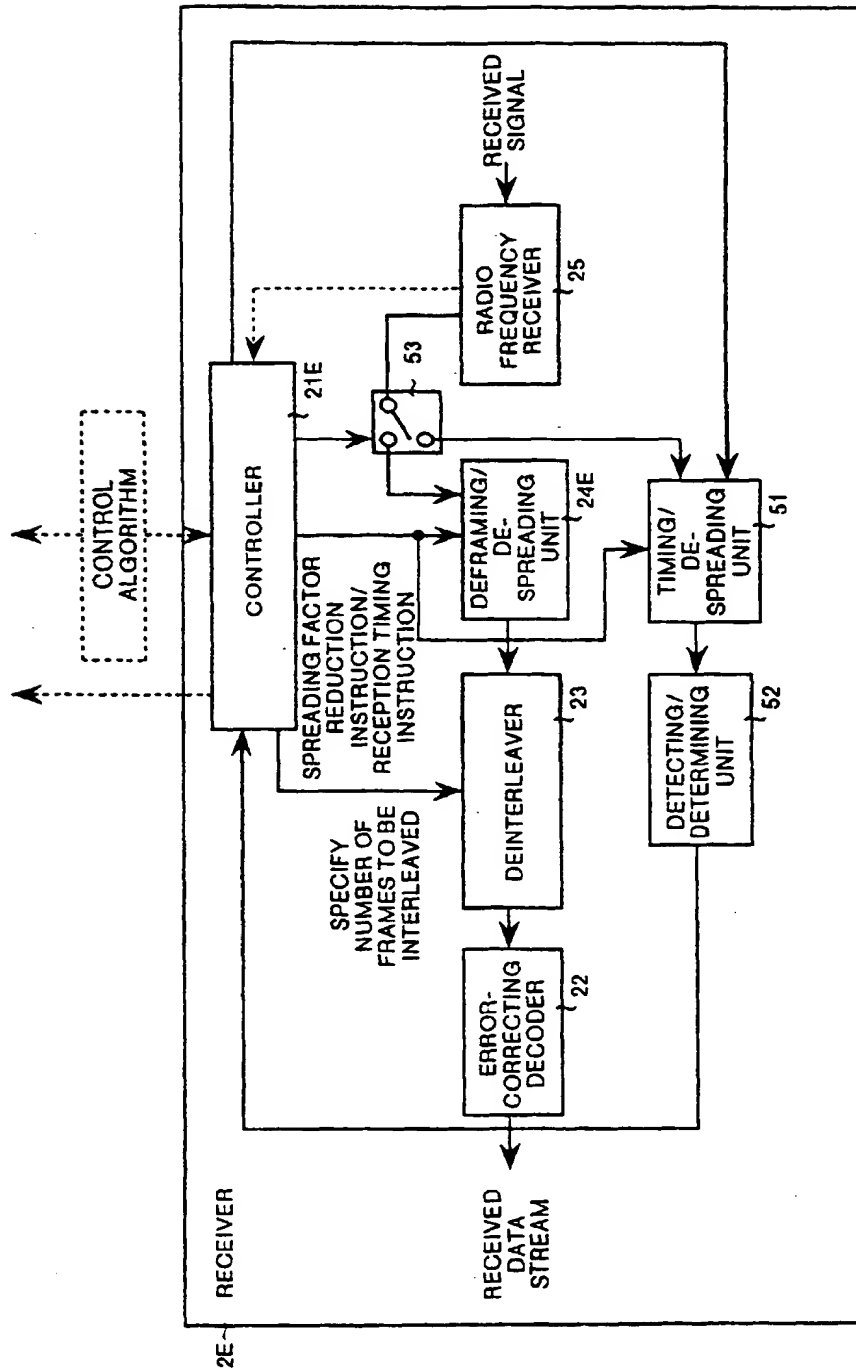 2E
RECEIVER
CONTROL
ALGORITHM
CONTROLLER
21E
SPREADING FACTOR
REDUCTION
INSTRUCTION/
RECEPTION TIMING
INSTRUCTION
SPECIFY
NUMBER OF
FRAMES TO BE
INTERLEAVED
53
RECEIVED
SIGNAL
RADIO
FREQUENCY
RECEIVER
25
DEFRAMING/
DE-
SPREADING
UNIT
24E
DEINTERLEAVER
23
ERROR-
CORRECTING
DECODER
22
RECEIVED
DATA
STREAM
TIMING/
DE-
SPREADING
UNIT
51
DETECTING/
DETERMINING
UNIT
52